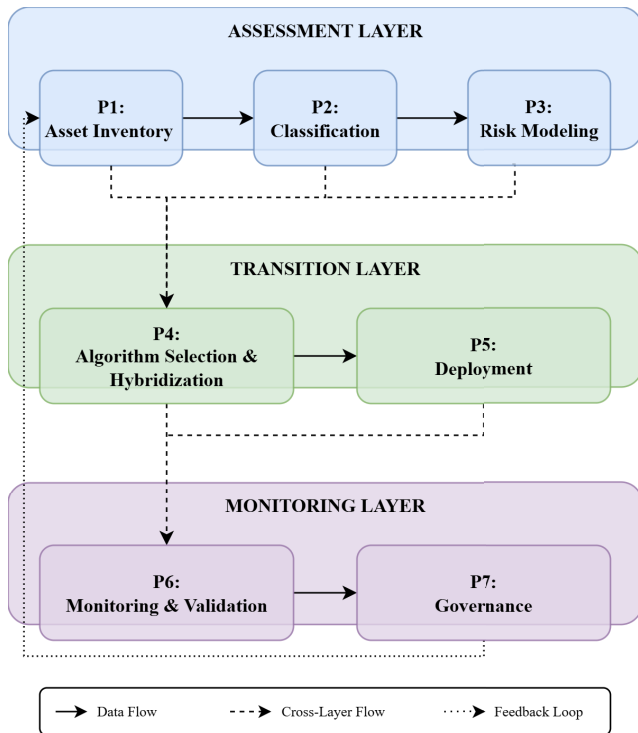 ASSESSMENT LAYER
P1:
Asset Inventory
P2:
Classification
P3:
Risk Modeling
TRANSITION LAYER
P4:
Algorithm Selection &
Hybridization
P5:
Deployment
MONITORING LAYER
P6:
Monitoring & Validation
P7:
Governance
Data Flow
Cross-Layer Flow
Feedback Loop